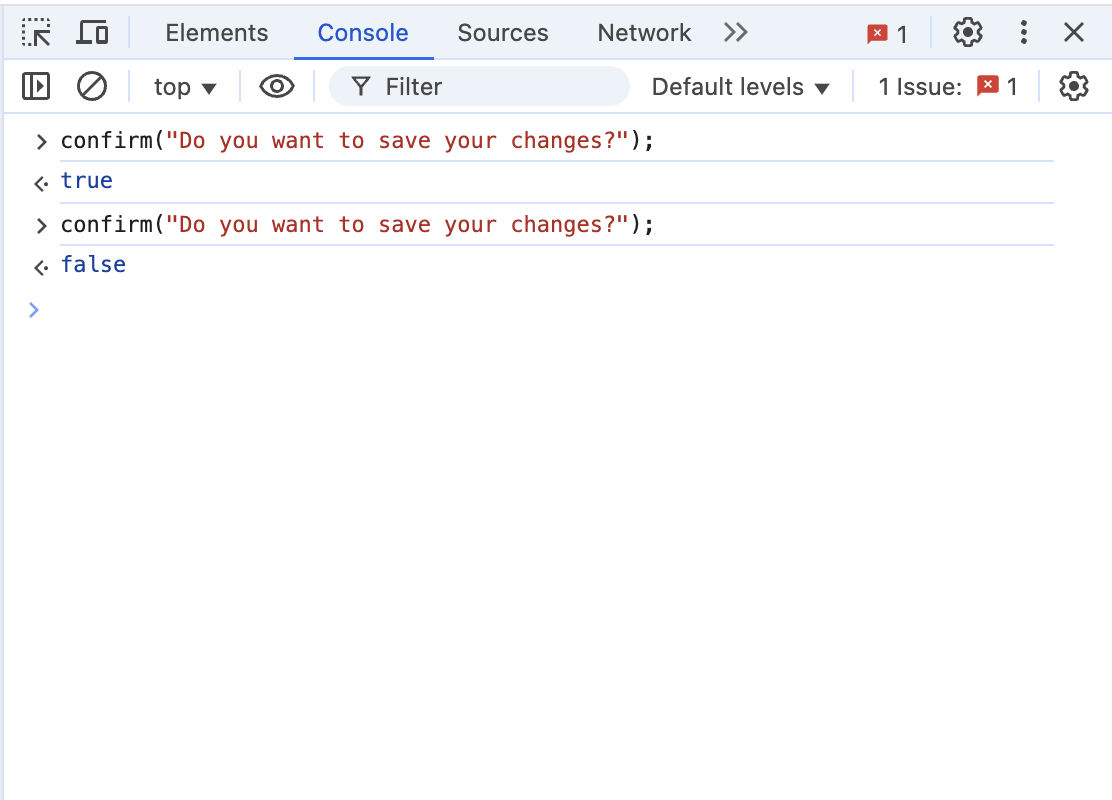 Elements Console Sources Network 1
top Filter Default levels 1 Issue: 1
confirm("Do you want to save your changes?");
true
confirm("Do you want to save your changes?");
false